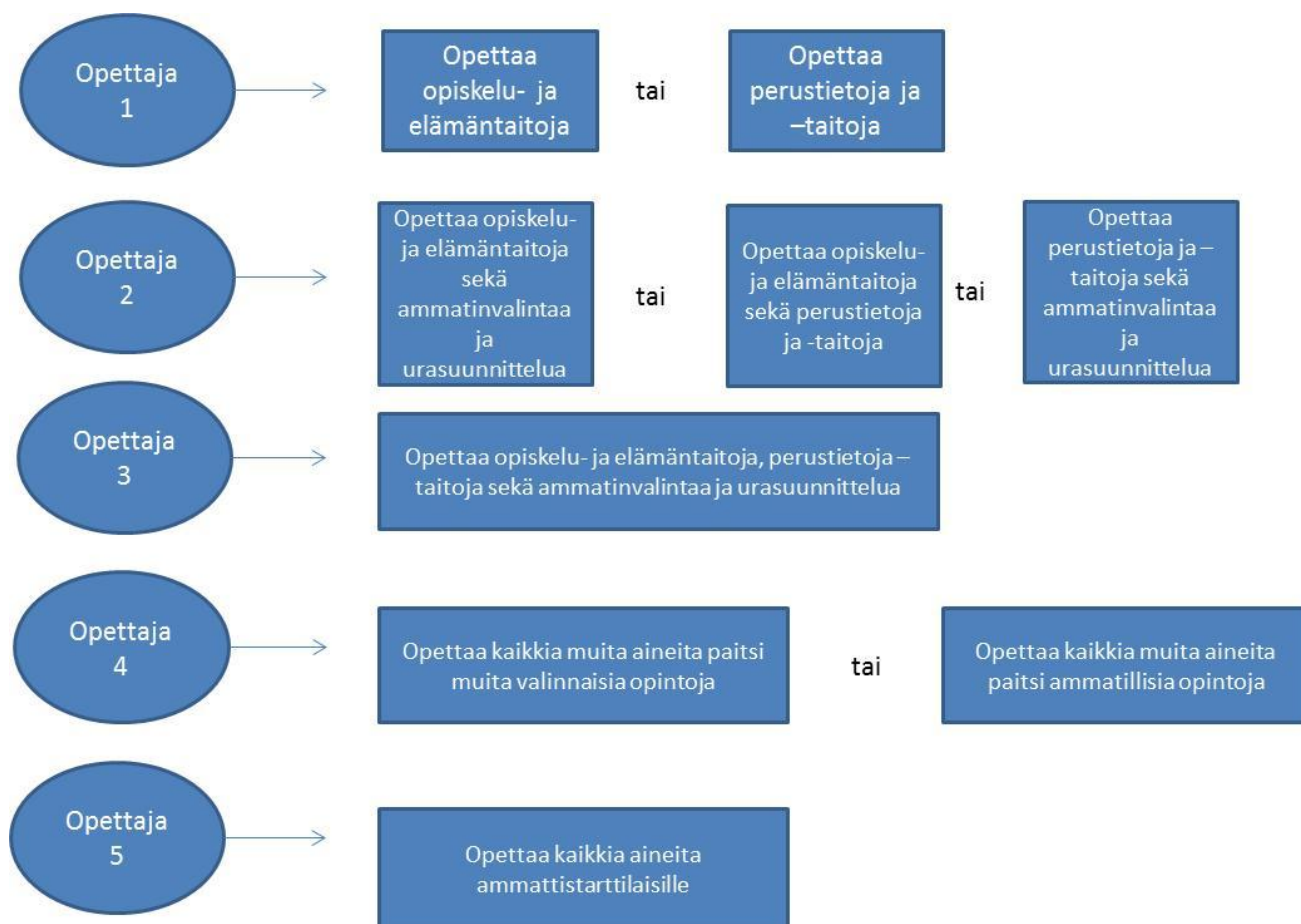 Opettaja
1
Opettaa
opiskelu- ja
elämäntaitoja
tai
Opettaa
perustietoja ja
–taitoja
Opettaja
2
Opettaa opiskelu-
ja elämäntaitoja
sekä
ammatinvalintaa
ja
urasuunnittelua
tai
Opettaa opiskelu-
ja elämäntaitoja
sekä perustietoja
ja -taitoja
tai
Opettaa
perustietoja ja –
taitoja sekä
ammatinvalintaa
ja
urasuunnittelua
Opettaja
3
Opettaa opiskelu- ja elämäntaitoja, perustietoja –
taitoja sekä ammatinvalintaa ja urasuunnittelua
Opettaja
4
Opettaa kaikkia muita aineita paitsi
muita valinnaisia opintoja
tai
Opettaa kaikkia muita aineita
paitsi ammatillisia opintoja
Opettaja
5
Opettaa kaikkia aineita
ammattistarttilaisille